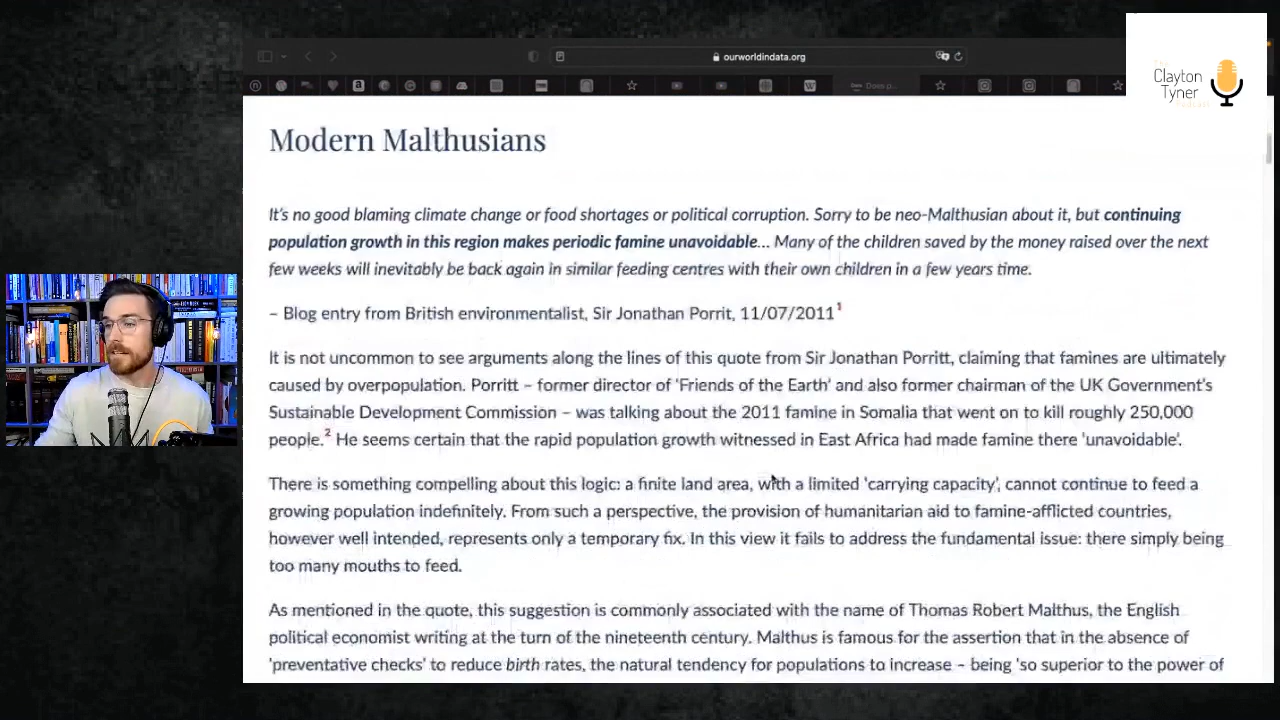 ourworldindata.org
Clayton
Tyner
Modern Malthusians
It's no good blaming climate change or food shortages or political corruption. Sorry to be neo-Malthusian about it, but continuing
population growth in this region makes periodic famine unavoidable... Many of the children saved by the money raised over the next
few weeks will inevitably be back again in similar feeding centres with their own children in a few years time.
– Blog entry from British environmentalist, Sir Jonathan Porrit, 11/07/2011¹
It is not uncommon to see arguments along the lines of this quote from Sir Jonathan Porritt, claiming that famines are ultimately
caused by overpopulation. Porritt – former director of 'Friends of the Earth' and also former chairman of the UK Government's
Sustainable Development Commission – was talking about the 2011 famine in Somalia that went on to kill roughly 250,000
people.² He seems certain that the rapid population growth witnessed in East Africa had made famine there 'unavoidable'.
There is something compelling about this logic: a finite land area, with a limited 'carrying capacity', cannot continue to feed a
growing population indefinitely. From such a perspective, the provision of humanitarian aid to famine-afflicted countries,
however well intended, represents only a temporary fix. In this view it fails to address the fundamental issue: there simply being
too many mouths to feed.
As mentioned in the quote, this suggestion is commonly associated with the name of Thomas Robert Malthus, the English
political economist writing at the turn of the nineteenth century. Malthus is famous for the assertion that in the absence of
'preventative checks' to reduce birth rates, the natural tendency for populations to increase – being 'so superior to the power of